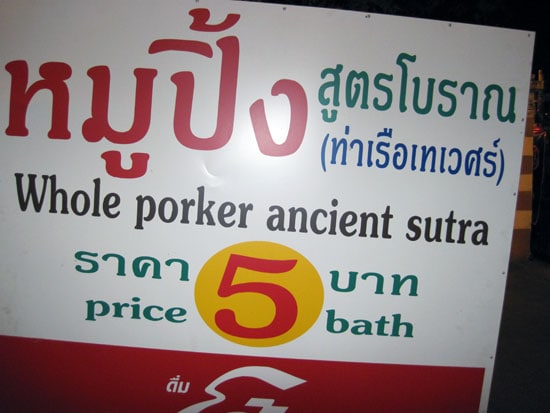 หมูปิ้ง สูตรโบราณ
(ท่าเรือเทเวศร์)
Whole porker ancient sutra
ราคา 5 บาท
price bath
ดื่ม